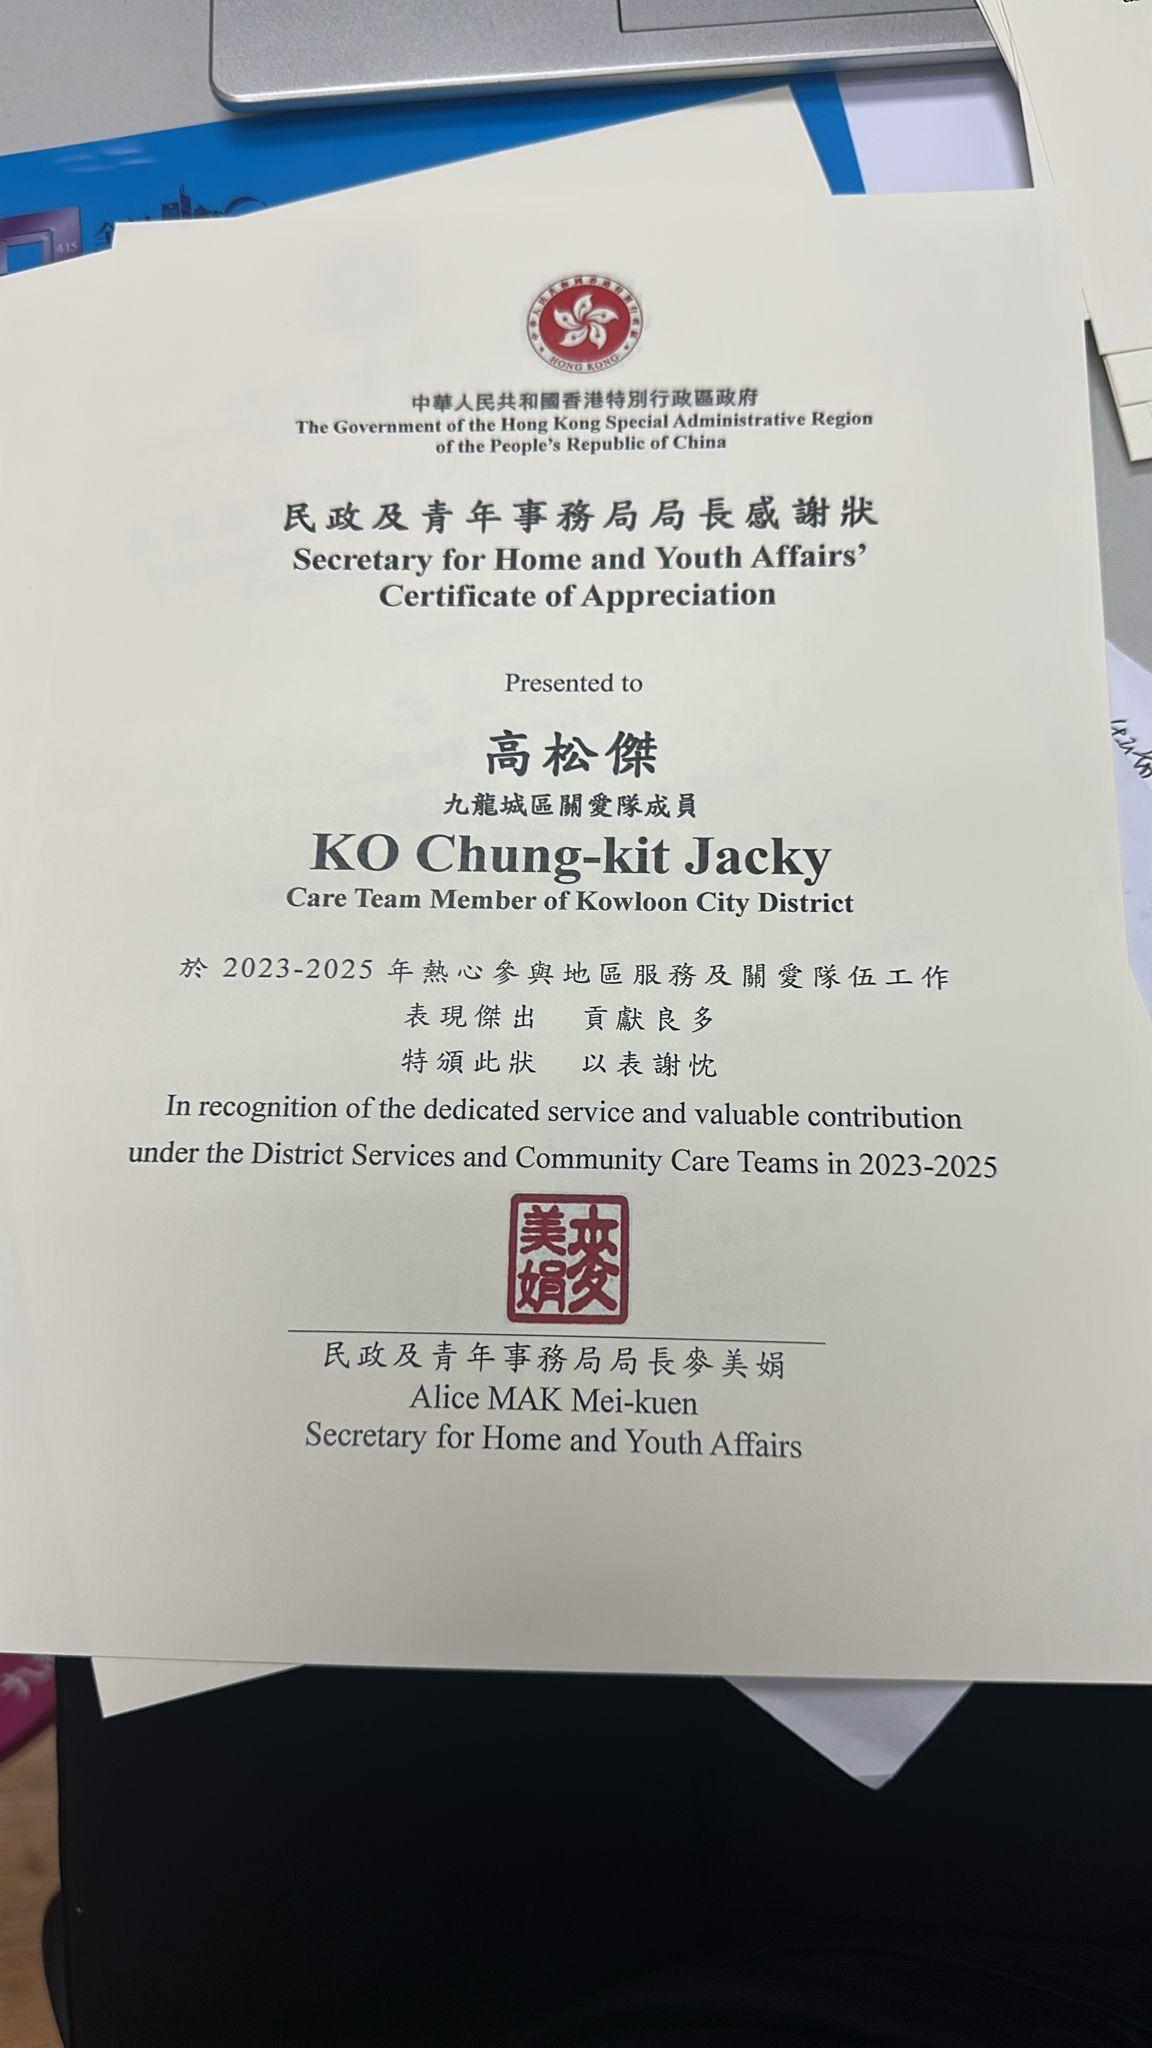 415
HONG KONG
中華人民共和國香港特別行政區政府
The Government of the Hong Kong Special Administrative Region
of the People's Republic of China
民政及青年事務局局長感謝狀
Secretary for Home and Youth Affairs'
Certificate of Appreciation
Presented to
高松傑
九龍城區關愛隊成員
KO Chung-kit Jacky
Care Team Member of Kowloon City District
於 2023-2025 年熱心參與地區服務及關愛隊伍工作
表現傑出 貢獻良多
特頒此狀 以表謝忱
In recognition of the dedicated service and valuable contribution
under the District Services and Community Care Teams in 2023-2025
麥美娟
民政及青年事務局局長麥美娟
Alice MAK Mei-kuen
Secretary for Home and Youth Affairs